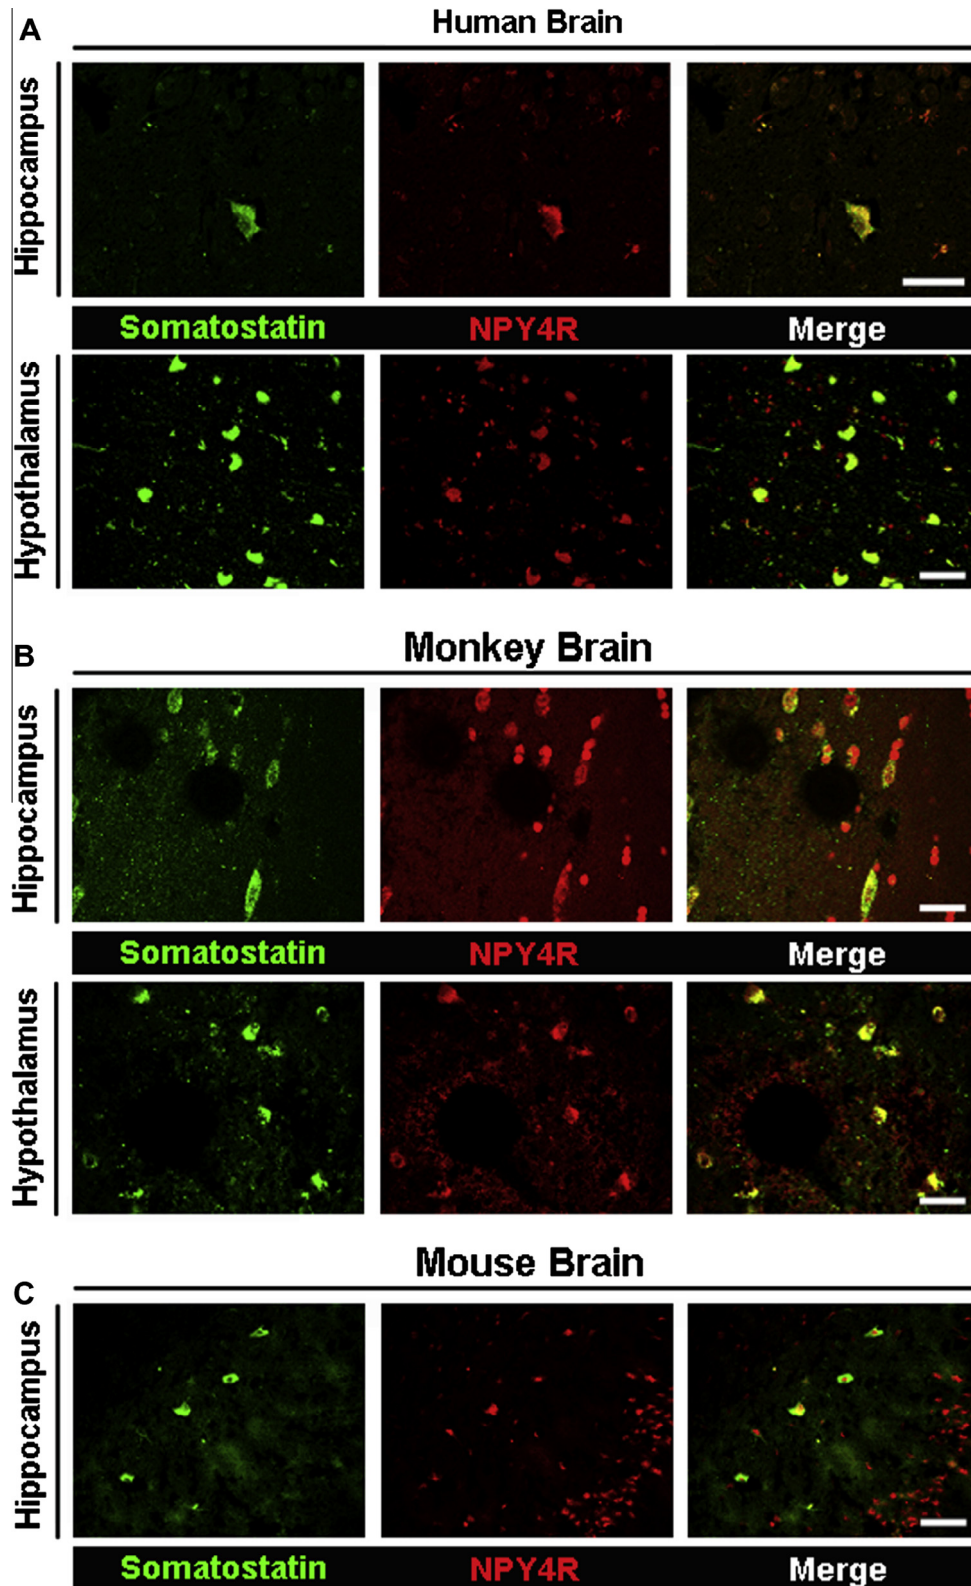 A
Human Brain
Hippocampus
Somatostatin NPY4R Merge
Hypothalamus
B
Monkey Brain
Hippocampus
Somatostatin NPY4R Merge
Hypothalamus
C
Mouse Brain
Hippocampus
Somatostatin NPY4R Merge